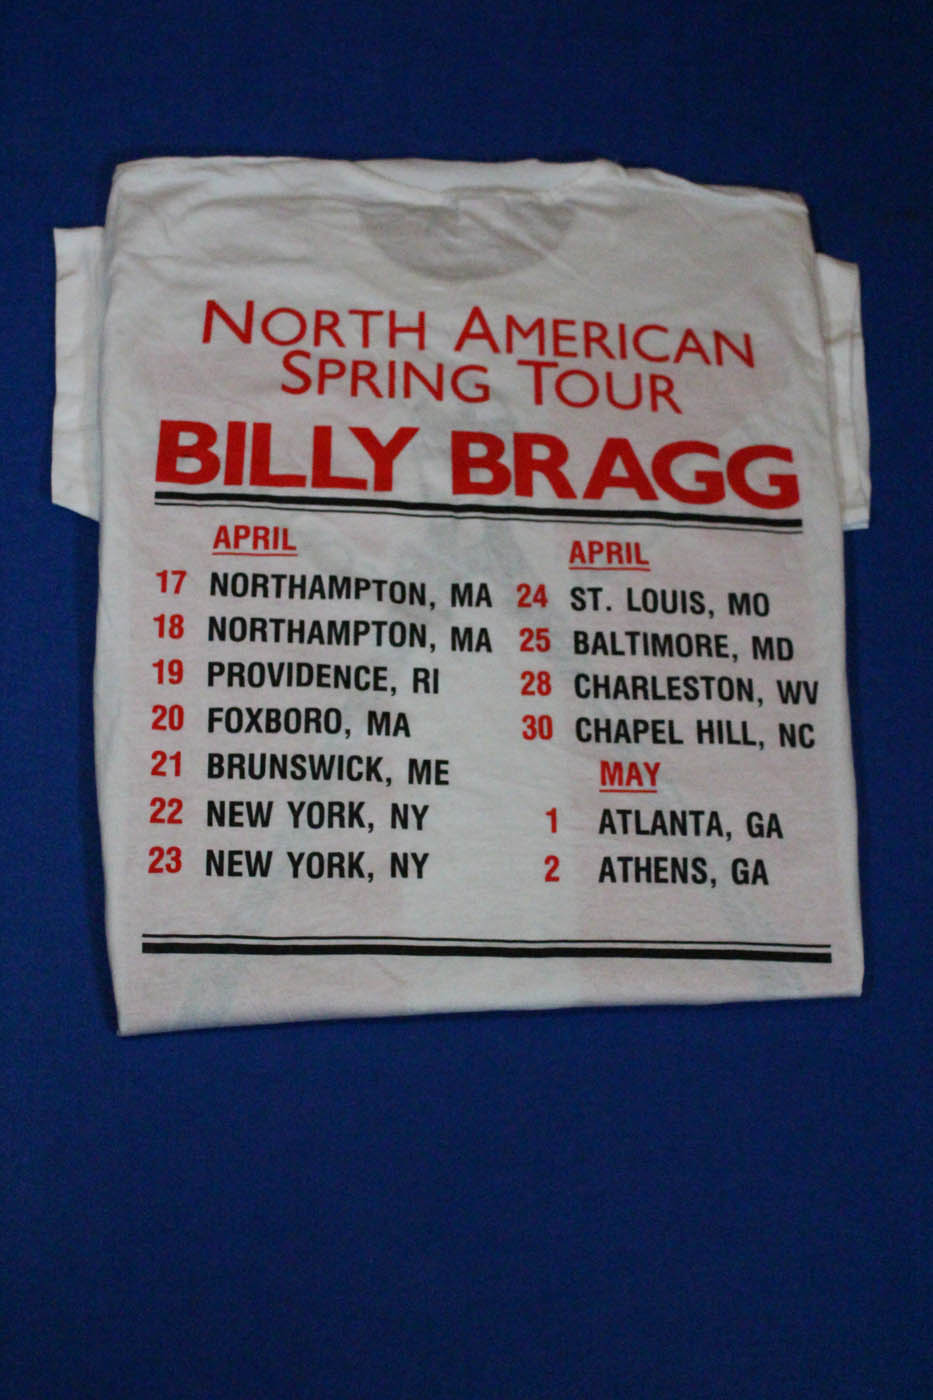 NORTH AMERICAN
SPRING TOUR
BILLY BRAGG
APRIL
17 NORTHAMPTON, MA
18 NORTHAMPTON, MA
19 PROVIDENCE, RI
20 FOXBORO, MA
21 BRUNSWICK, ME
22 NEW YORK, NY
23 NEW YORK, NY
APRIL
24 ST. LOUIS, MO
25 BALTIMORE, MD
28 CHARLESTON, WV
30 CHAPEL HILL, NC
MAY
1 ATLANTA, GA
2 ATHENS, GA